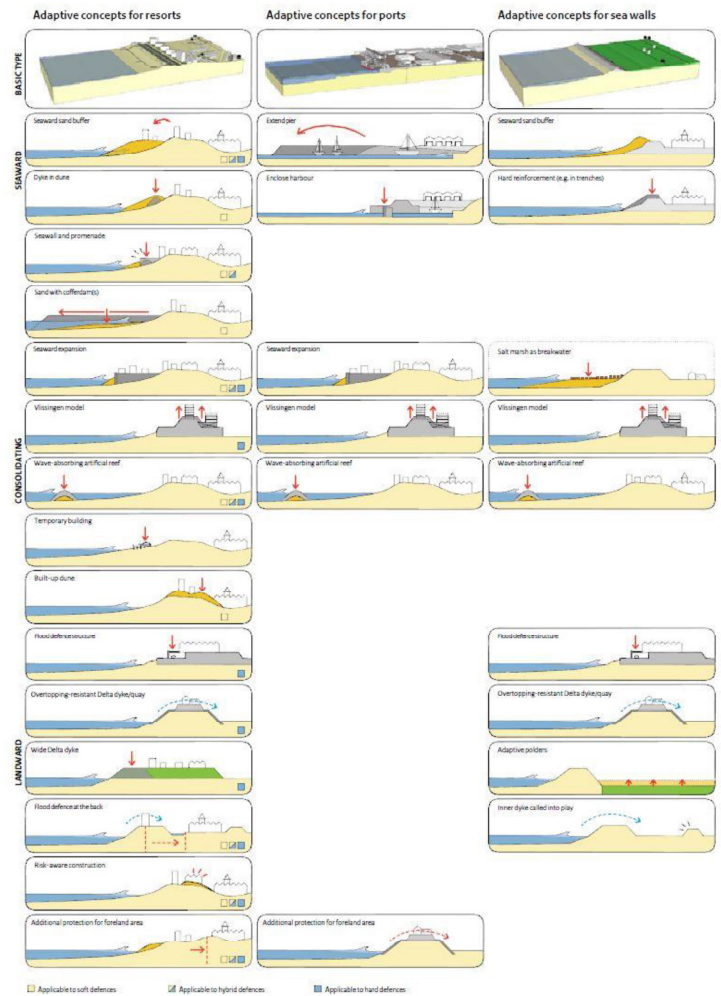 Adaptive concepts for resorts
Adaptive concepts for ports
Adaptive concepts for sea walls
BASIC TYPE
SEAWARD
Seaward sand buffer
Extend pier
Seaward sand buffer
Dyke in dune
Enclose harbour
Hard reinforcement (e.g. in trenches)
Seawall and promenade
Sand with cofferdam(s)
CONSOLIDATING
Seaward expansion
Seaward expansion
Salt marsh as breakwater
Vlissingen model
Vlissingen model
Vlissingen model
Wave-absorbing artificial reef
Wave-absorbing artificial reef
Wave-absorbing artificial reef
Temporary building
Built-up dune
LANDWARD
Flood defence structure
Flood defence structure
Overtopping-resistant Delta dyke/quay
Overtopping-resistant Delta dyke/quay
Wide Delta dyke
Adaptive polders
Flood defence at the back
Inner dyke called into play
Risk-aware construction
Additional protection for foreland area
Additional protection for foreland area
Applicable to soft defences
Applicable to hybrid defences
Applicable to hard defences